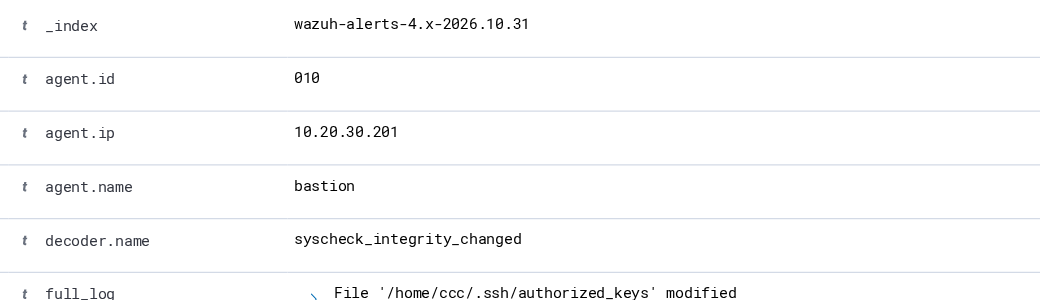 t _index wazuh-alerts-4.x-2026.10.31
t agent.id 010
t agent.ip 10.20.30.201
t agent.name bastion
t decoder.name syscheck_integrity_changed
t full_log File '/home/ccc/.ssh/authorized_keys' modified